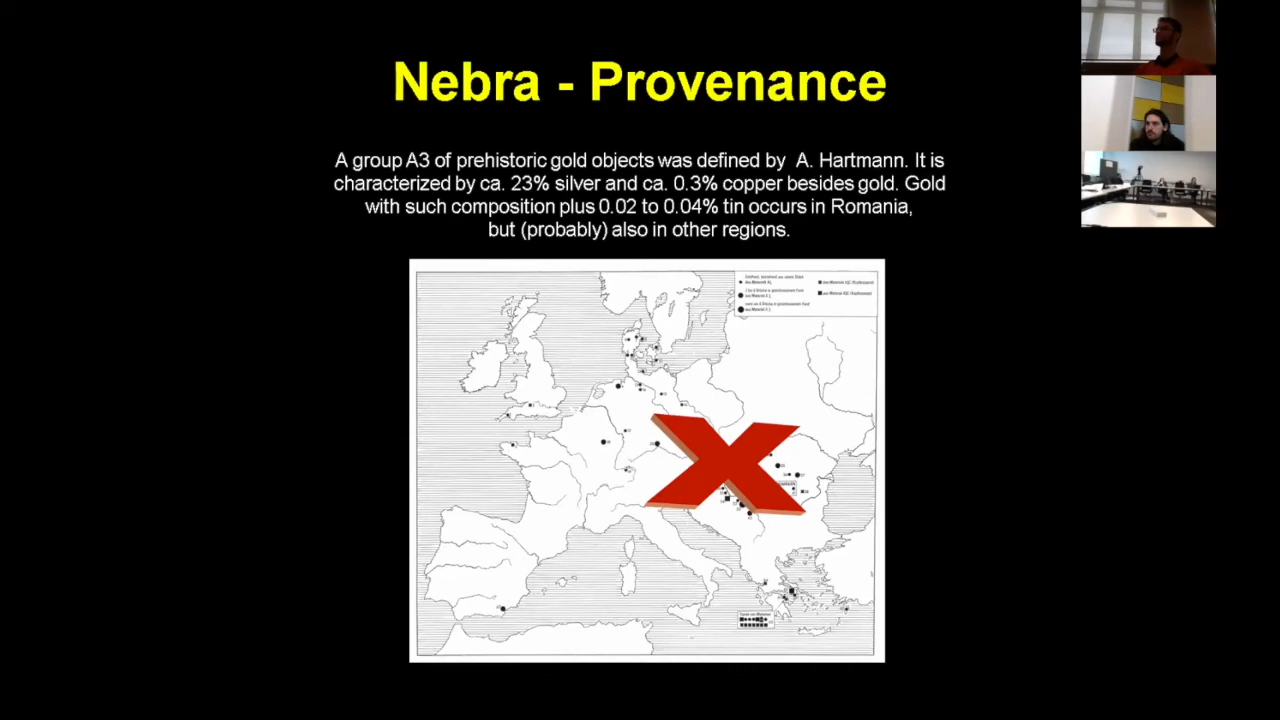 Nebra - Provenance
A group A3 of prehistoric gold objects was defined by A. Hartmann. It is
characterized by ca. 23% silver and ca. 0.3% copper besides gold. Gold
with such composition plus 0.02 to 0.04% tin occurs in Romania,
but (probably) also in other regions.